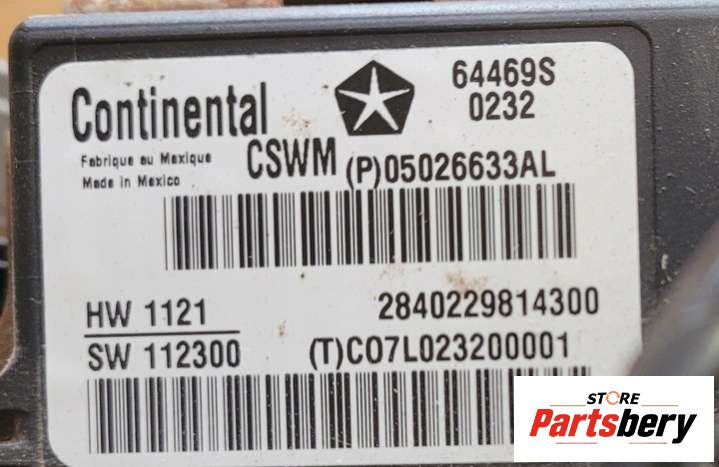 Continental
64469S
0232
Fabrique au Mexique
Made in Mexico
CSWM (P)05026633AL
HW 1121
2840229814300
SW 112300
(T)C07L023200001
STORE
Partsbery